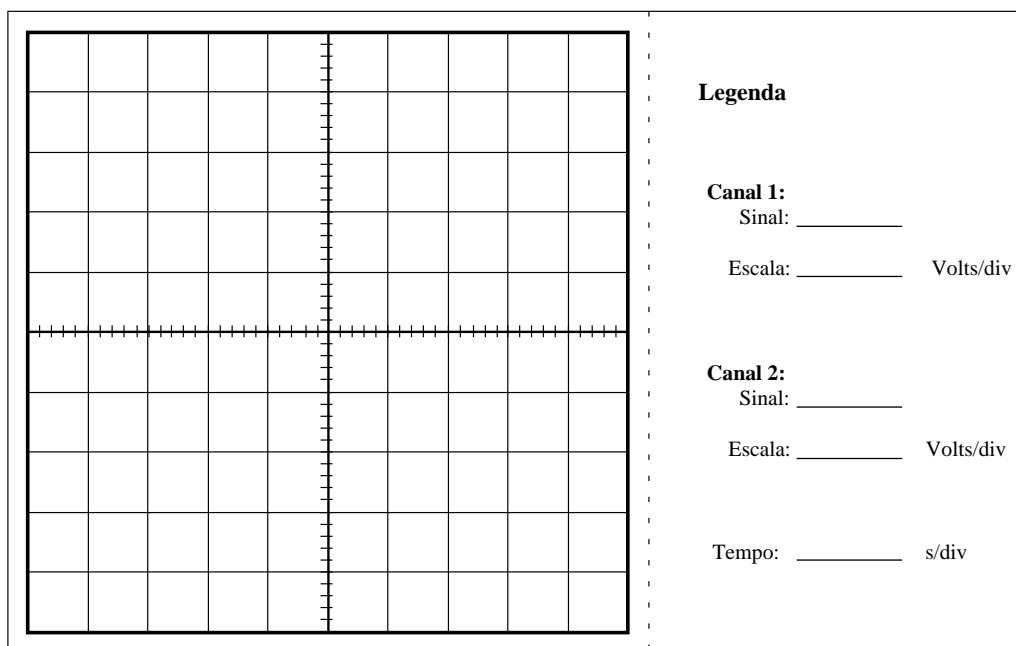 Legenda
Canal 1:
Sinal:
Escala: Volts/div
Canal 2:
Sinal:
Escala: Volts/div
Tempo: s/div